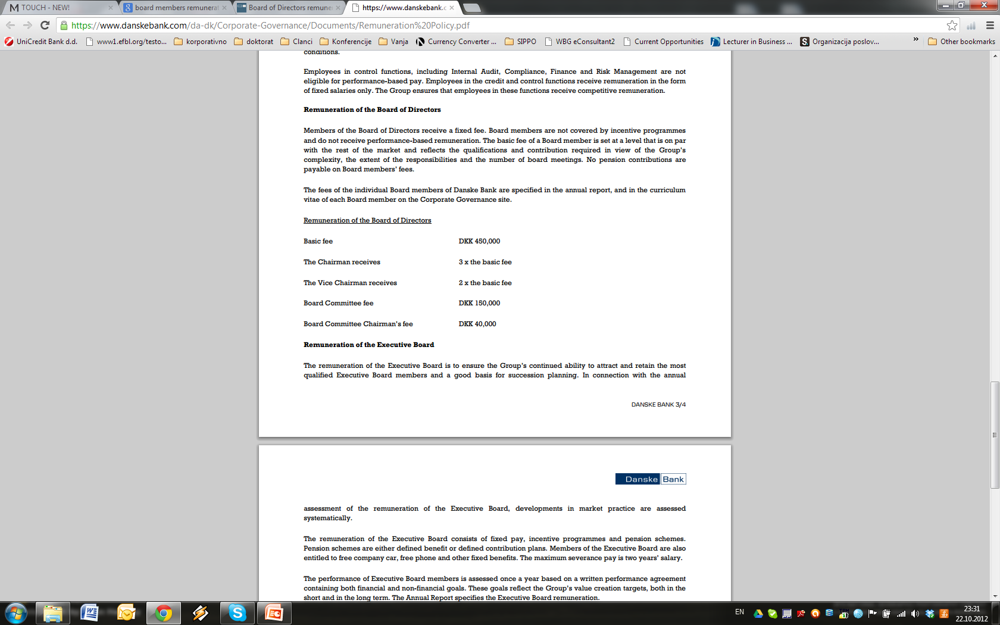 TOUCH - NEW!
board members remunerat
Board of Directors remune
https://www.danskebank.c
https://www.danskebank.com/da-dk/Corporate-Governance/Documents/Remuneration%20Policy.pdf
UniCredit Bank d.d.
www1.efbl.org/testo...
korporativno
doktorat
Clanci
Konferencije
Vanja
Currency Converter ...
SIPPO
WBG eConsultant2
Current Opportunities
Lecturer in Business ...
Organizacija poslov...
»
Other bookmarks
conditions.
Employees in control functions, including Internal Audit, Compliance, Finance and Risk Management are not
eligible for performance-based pay. Employees in the credit and control functions receive remuneration in the form
of fixed salaries only. The Group ensures that employees in these functions receive competitive remuneration.
Remuneration of the Board of Directors
Members of the Board of Directors receive a fixed fee. Board members are not covered by incentive programmes
and do not receive performance-based remuneration. The basic fee of a Board member is set at a level that is on par
with the rest of the market and reflects the qualifications and contribution required in view of the Group's
complexity, the extent of the responsibilities and the number of board meetings. No pension contributions are
payable on Board members' fees.
The fees of the individual Board members of Danske Bank are specified in the annual report, and in the curriculum
vitae of each Board member on the Corporate Governance site.
Remuneration of the Board of Directors
Basic fee DKK 450,000
The Chairman receives 3 x the basic fee
The Vice Chairman receives 2 x the basic fee
Board Committee fee DKK 150,000
Board Committee Chairman's fee DKK 40,000
Remuneration of the Executive Board
The remuneration of the Executive Board is to ensure the Group's continued ability to attract and retain the most
qualified Executive Board members and a good basis for succession planning. In connection with the annual
DANSKE BANK 3/4
Danske Bank
assessment of the remuneration of the Executive Board, developments in market practice are assessed
systematically.
The remuneration of the Executive Board consists of fixed pay, incentive programmes and pension schemes.
Pension schemes are either defined benefit or defined contribution plans. Members of the Executive Board are also
entitled to free company car, free phone and other fixed benefits. The maximum severance pay is two years' salary.
The performance of Executive Board members is assessed once a year based on a written performance agreement
containing both financial and non-financial goals. These goals reflect the Group's value creation targets, both in the
short and in the long term. The Annual Report specifies the Executive Board remuneration.
EN
23:31
22.10.2012